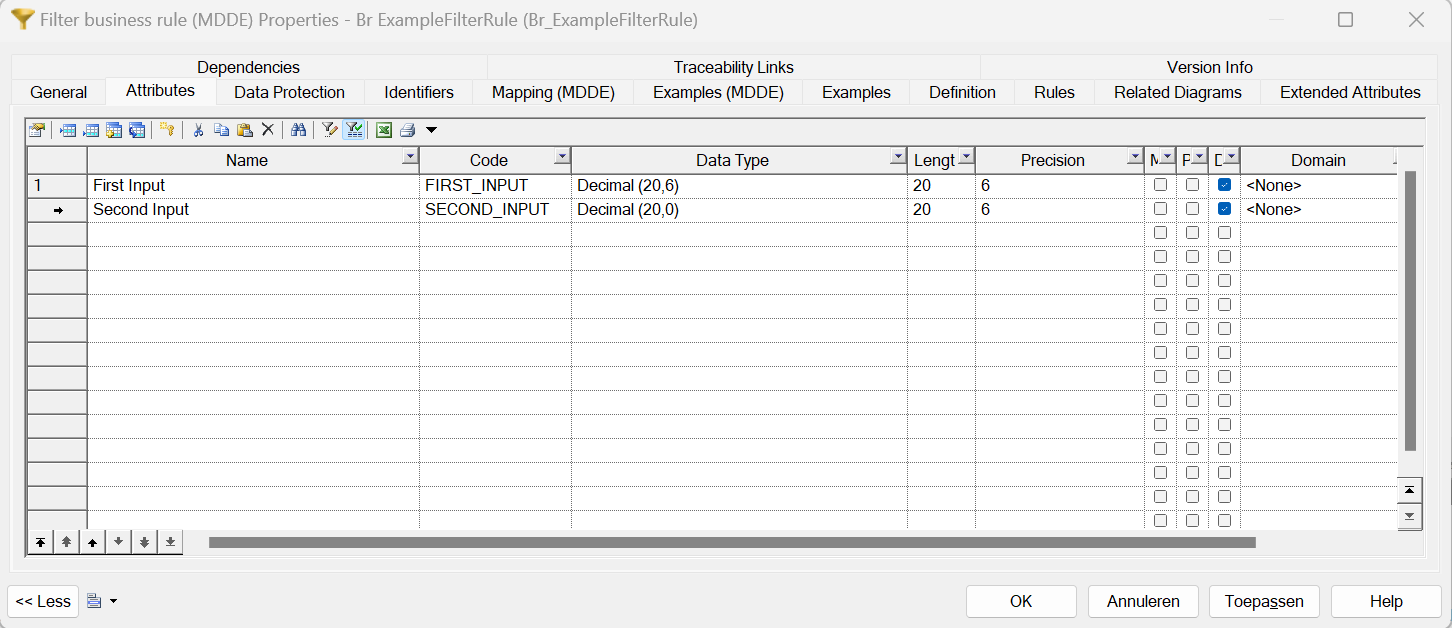 Filter business rule (MDDE) Properties - Br ExampleFilterRule (Br_ExampleFilterRule)
Dependencies Traceability Links Version Info
General Attributes Data Protection Identifiers Mapping (MDDE) Examples (MDDE) Examples Definition Rules Related Diagrams Extended Attributes
Name Code Data Type Lengt Precision M P D Domain
1 First Input FIRST_INPUT Decimal (20,6) 20 6 <None>
Second Input SECOND_INPUT Decimal (20,0) 20 6 <None>
<< Less OK Annuleren Toepassen Help